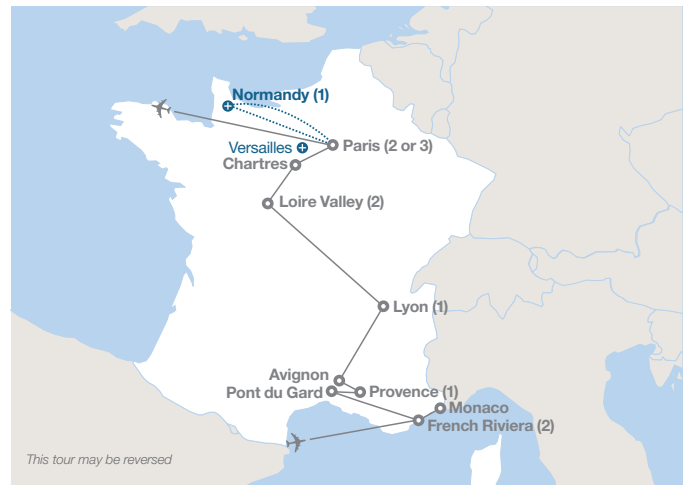 Normandy (1)
Versailles
Paris (2 or 3)
Chartres
Loire Valley (2)
Lyon (1)
Avignon
Pont du Gard
Provence (1)
Monaco
French Riviera (2)
This tour may be reversed